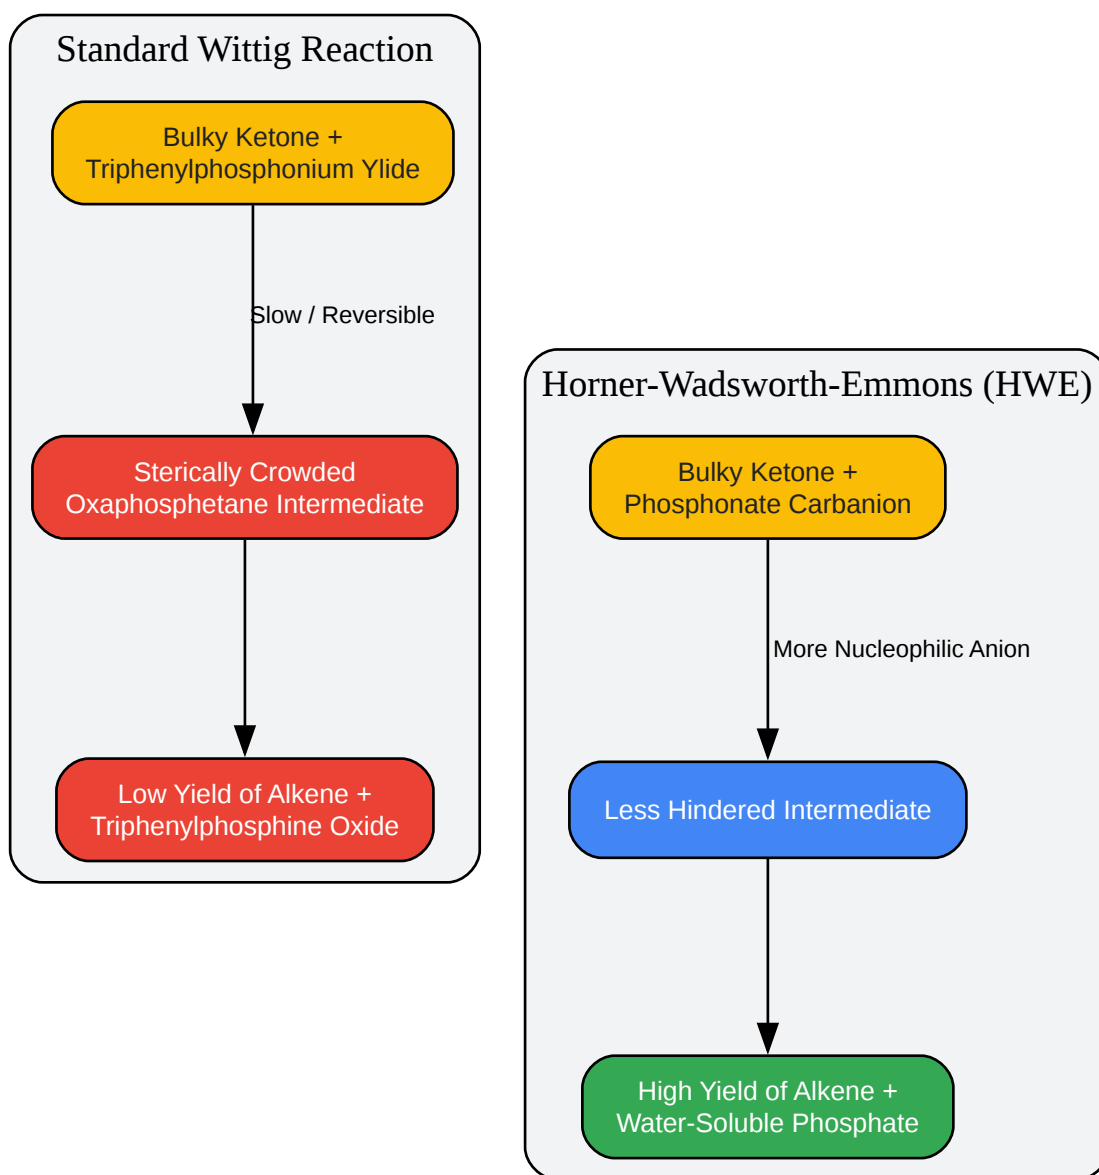 Standard Wittig Reaction
Bulky Ketone +
Triphenylphosphonium Ylide
Slow / Reversible
Sterically Crowded
Oxaphosphetane Intermediate
Low Yield of Alkene +
Triphenylphosphine Oxide
Horner-Wadsworth-Emmons (HWE)
Bulky Ketone +
Phosphonate Carbanion
More Nucleophilic Anion
Less Hindered Intermediate
High Yield of Alkene +
Water-Soluble Phosphate